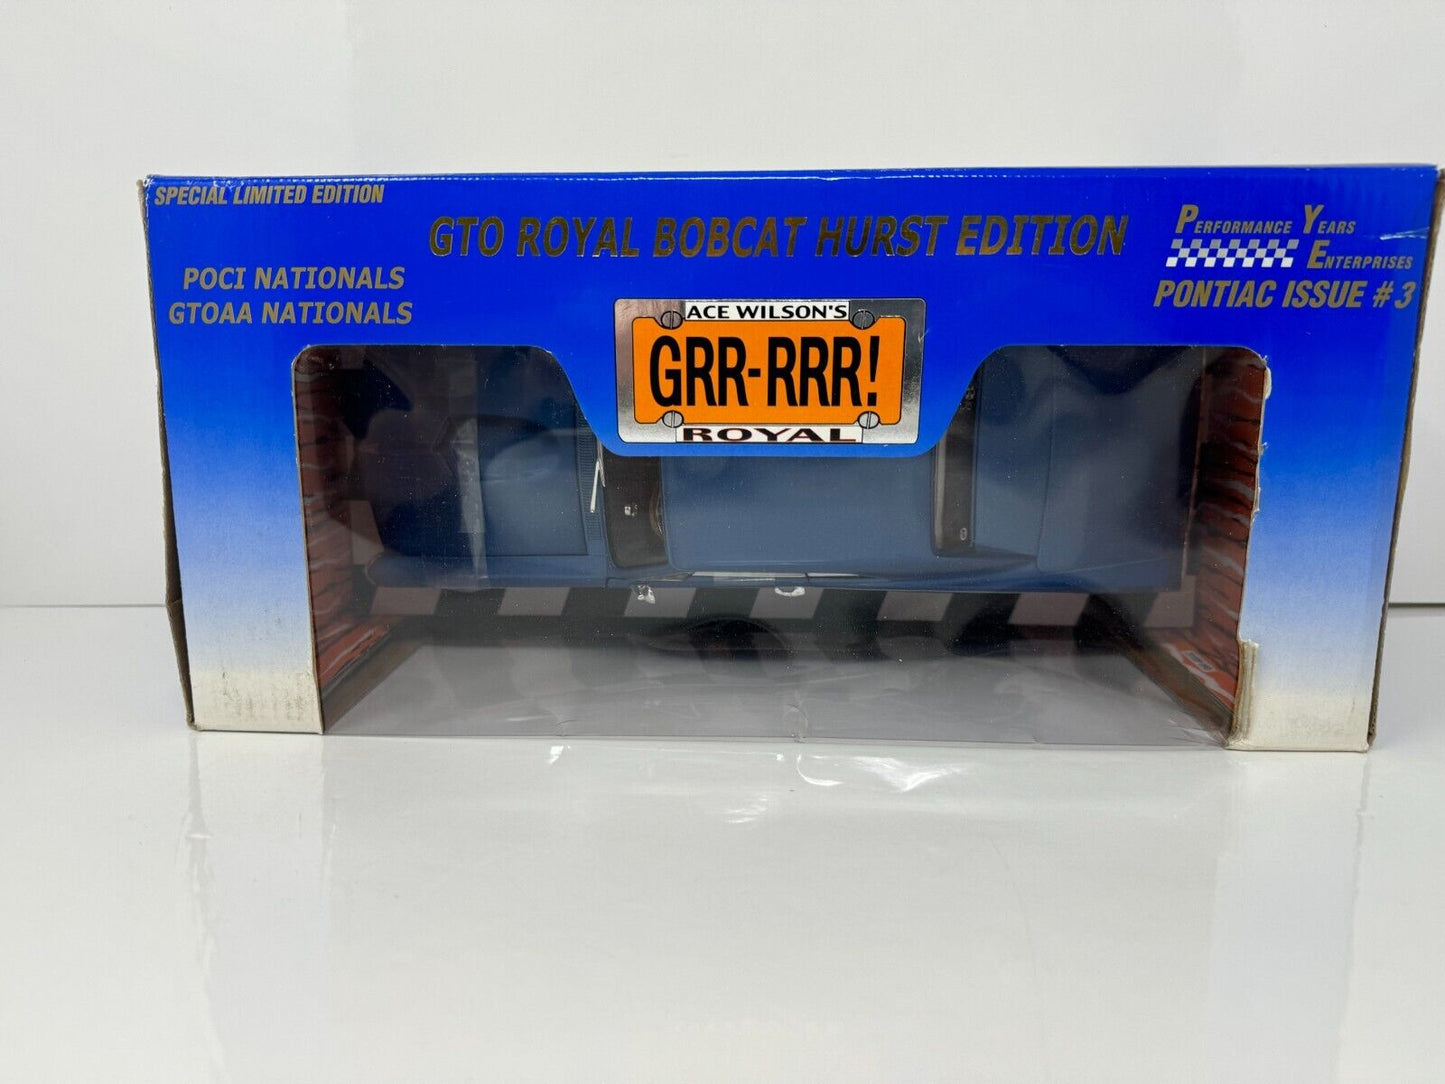 SPECIAL LIMITED EDITION
GTO ROYAL BOBCAT HURST EDITION
POCI NATIONALS
GTOAA NATIONALS
PERFORMANCE YEARS
ENTERPRISES
PONTIAC ISSUE #3
ACE WILSON'S
GRR-RRR!
ROYAL